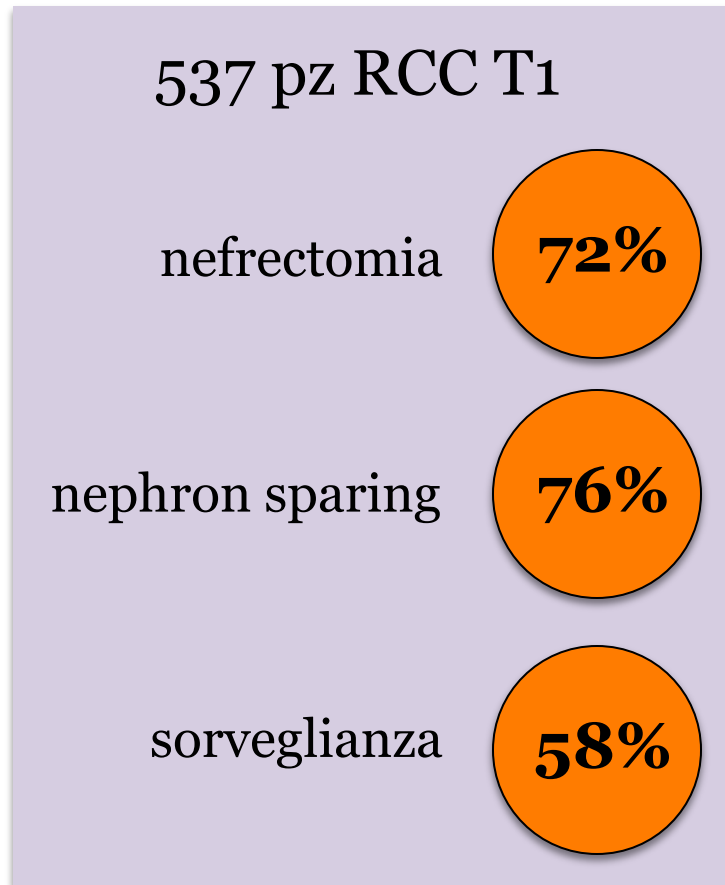 537 pz RCC T1
nefrectomia 72%
nephron sparing 76%
sorveglianza 58%